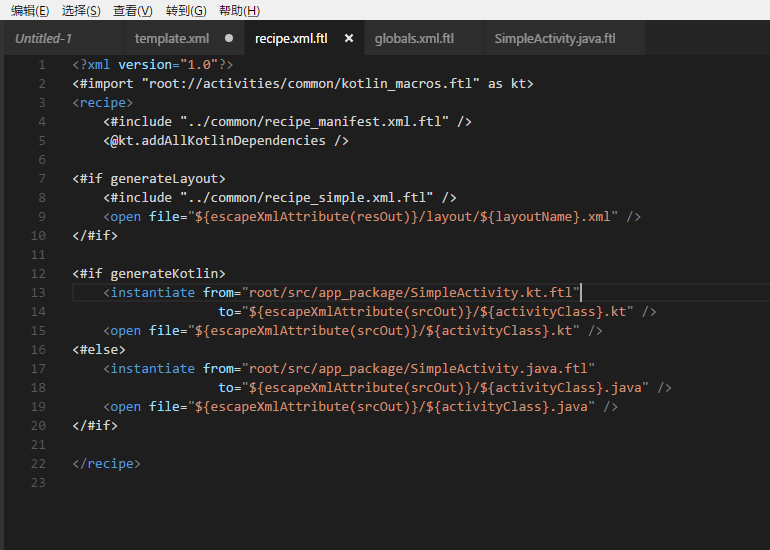 编辑(E) 选择(S) 查看(V) 转到(G) 帮助(H)
Untitled-1 template.xml recipe.xml.ftl × globals.xml.ftl SimpleActivity.java.ftl
1 <?xml version="1.0"?>
2 <#import "root://activities/common/kotlin_macros.ftl" as kt>
3 <recipe>
4     <#include "../common/recipe_manifest.xml.ftl" />
5     <@kt.addAllKotlinDependencies />
6
7 <#if generateLayout>
8     <#include "../common/recipe_simple.xml.ftl" />
9     <open file="${escapeXmlAttribute(resOut)}/layout/${layoutName}.xml" />
10 </#if>
11
12 <#if generateKotlin>
13     <instantiate from="root/src/app_package/SimpleActivity.kt.ftl"
14                    to="${escapeXmlAttribute(srcOut)}/${activityClass}.kt" />
15     <open file="${escapeXmlAttribute(srcOut)}/${activityClass}.kt" />
16 <#else>
17     <instantiate from="root/src/app_package/SimpleActivity.java.ftl"
18                    to="${escapeXmlAttribute(srcOut)}/${activityClass}.java" />
19     <open file="${escapeXmlAttribute(srcOut)}/${activityClass}.java" />
20 </#if>
21
22 </recipe>
23